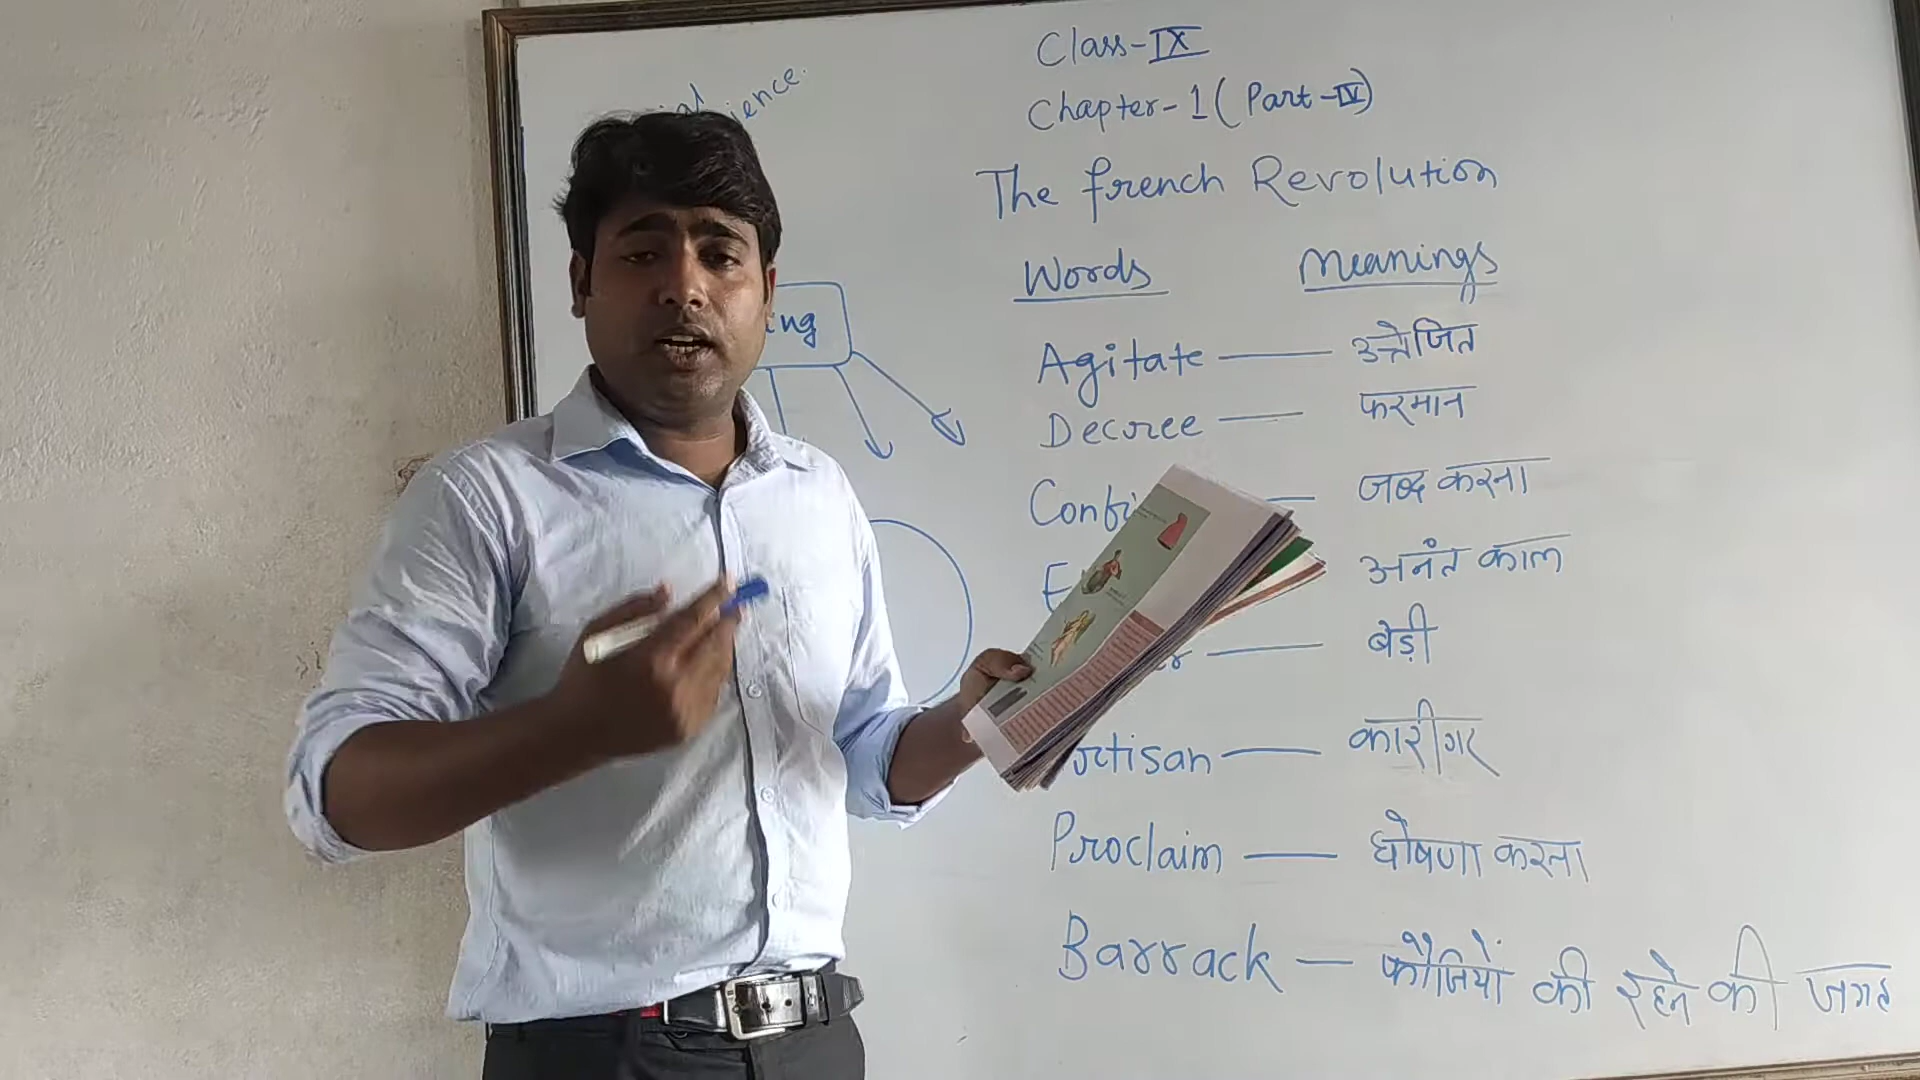 Class-IX
Chapter-1 (Part-IV)
The french Revolution
Words Meanings
Agitate — उत्तेजित
Decree — फरमान
— जब्द करना
— अनंत काल
— बेड़ी
— कारीगर
Proclaim — घोषणा करना
Barrack — फौजियों की रहने की जगह